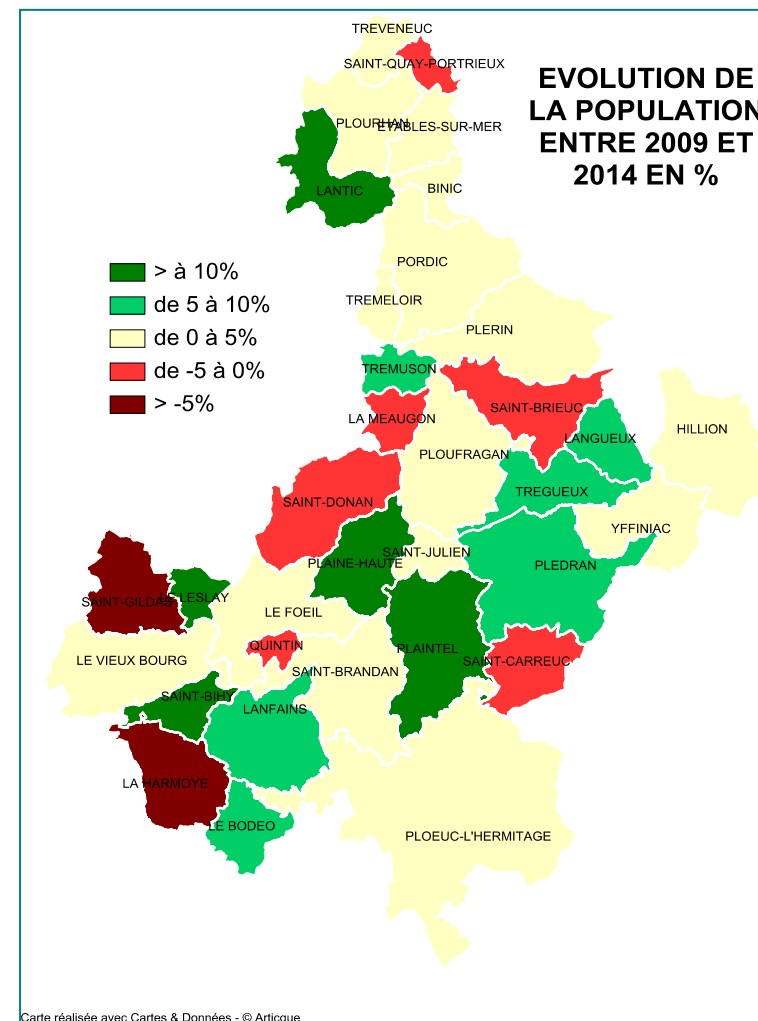 TREVENEUC
SAINT-QUAY-PORTRIEUX
EVOLUTION DE
LA POPULATION
ENTRE 2009 ET
2014 EN %
PLOURHAN
ETABLES-SUR-MER
LANTIC
BINIC
PORDIC
TREMELOIR
> à 10%
de 5 à 10%
de 0 à 5%
de -5 à 0%
> -5%
PLERIN
TREMUSON
SAINT-BRIEUC
LA MEAUGON
HILLION
LANGUEUX
PLOUFRAGAN
TREGUEUX
SAINT-DONAN
YFFINIAC
SAINT-JULIEN
PLAINE-HAUTE
PLEDRAN
SAINT-GILDAS
LE LESLAY
LE FOEIL
QUINTIN
PLAINTEL
LE VIEUX BOURG
SAINT-CARREUC
SAINT-BRANDAN
SAINT-BIHY
LANFAINS
LA HARMOYE
LE BODEO
PLOEUC-L'HERMITAGE
Carte réalisée avec Cartes & Données - © Articque